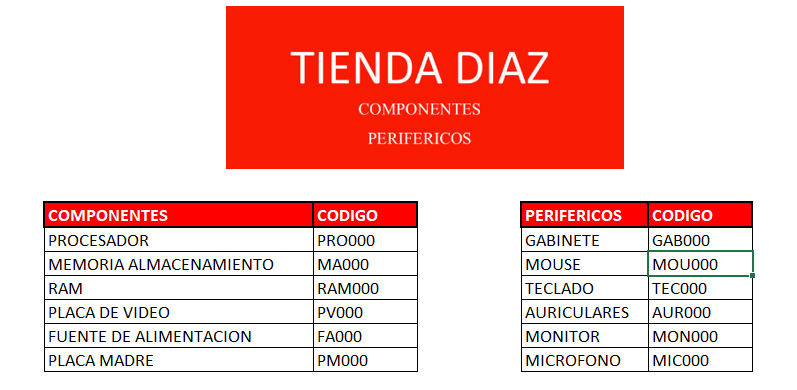 TIENDA DIAZ
COMPONENTES
PERIFERICOS
COMPONENTES CODIGO
PROCESADOR PRO000
MEMORIA ALMACENAMIENTO MA000
RAM RAM000
PLACA DE VIDEO PV000
FUENTE DE ALIMENTACION FA000
PLACA MADRE PM000
PERIFERICOS CODIGO
GABINETE GAB000
MOUSE MOU000
TECLADO TEC000
AURICULARES AUR000
MONITOR MON000
MICROFONO MIC000